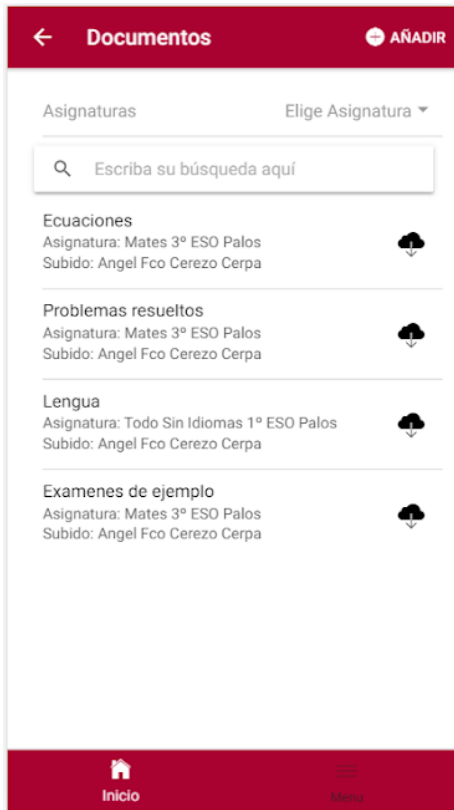 Documentos
AÑADIR
Asignaturas
Elige Asignatura
Escriba su búsqueda aquí
Ecuaciones
Asignatura: Mates 3º ESO Palos
Subido: Angel Fco Cerezo Cerpa
Problemas resueltos
Asignatura: Mates 3º ESO Palos
Subido: Angel Fco Cerezo Cerpa
Lengua
Asignatura: Todo Sin Idiomas 1º ESO Palos
Subido: Angel Fco Cerezo Cerpa
Examenes de ejemplo
Asignatura: Mates 3º ESO Palos
Subido: Angel Fco Cerezo Cerpa
Inicio
Menu